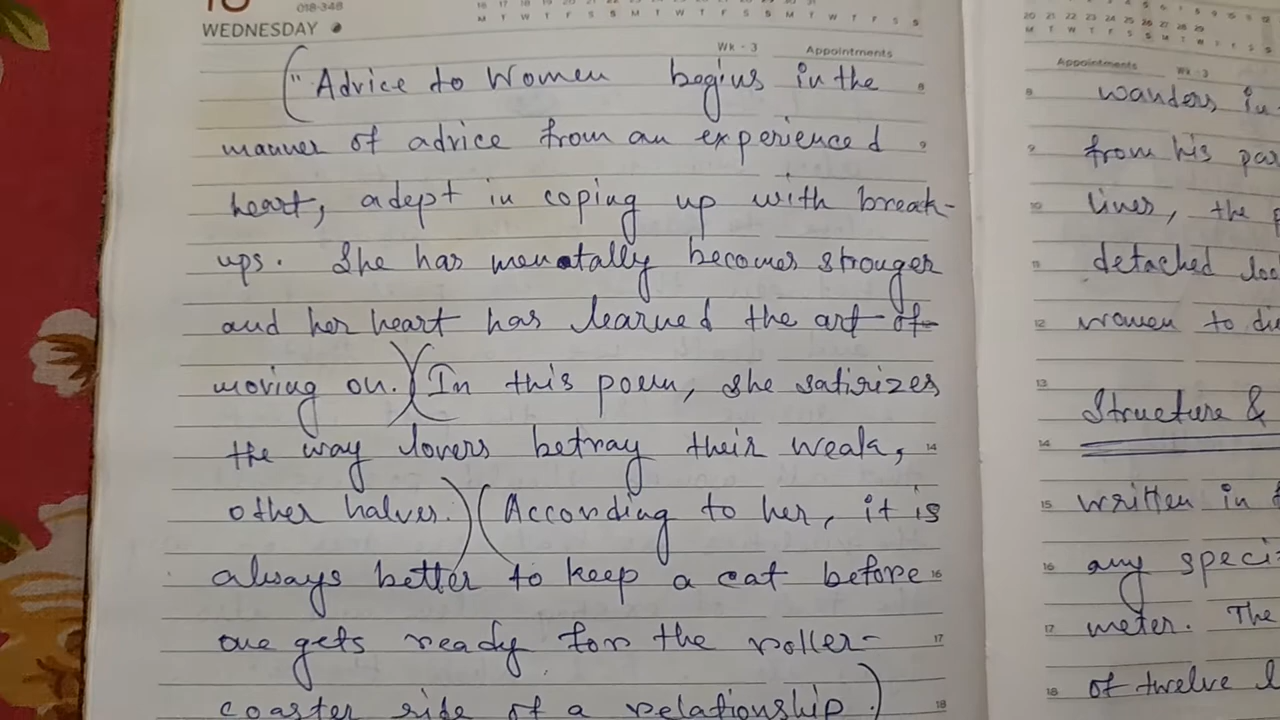 018-348
WEDNESDAY
Wk - 3 Appointments
("Advice to Women begins in the
manner of advice from an experienced
heart, adept in coping up with break-
ups. She has mentally becomes stronger
and her heart has learned the art of
moving on.) (In this poem, she satirizes
the way lovers betray their weak,
other halves.) (According to her, it is
always better to keep a cat before
one gets ready for the roller-
coaster ride of a relationship.)
Appointments Wk - 3
wanders in
from his
lines, the
detached
women to
Structure &
written in
any
meter. The
of twelve